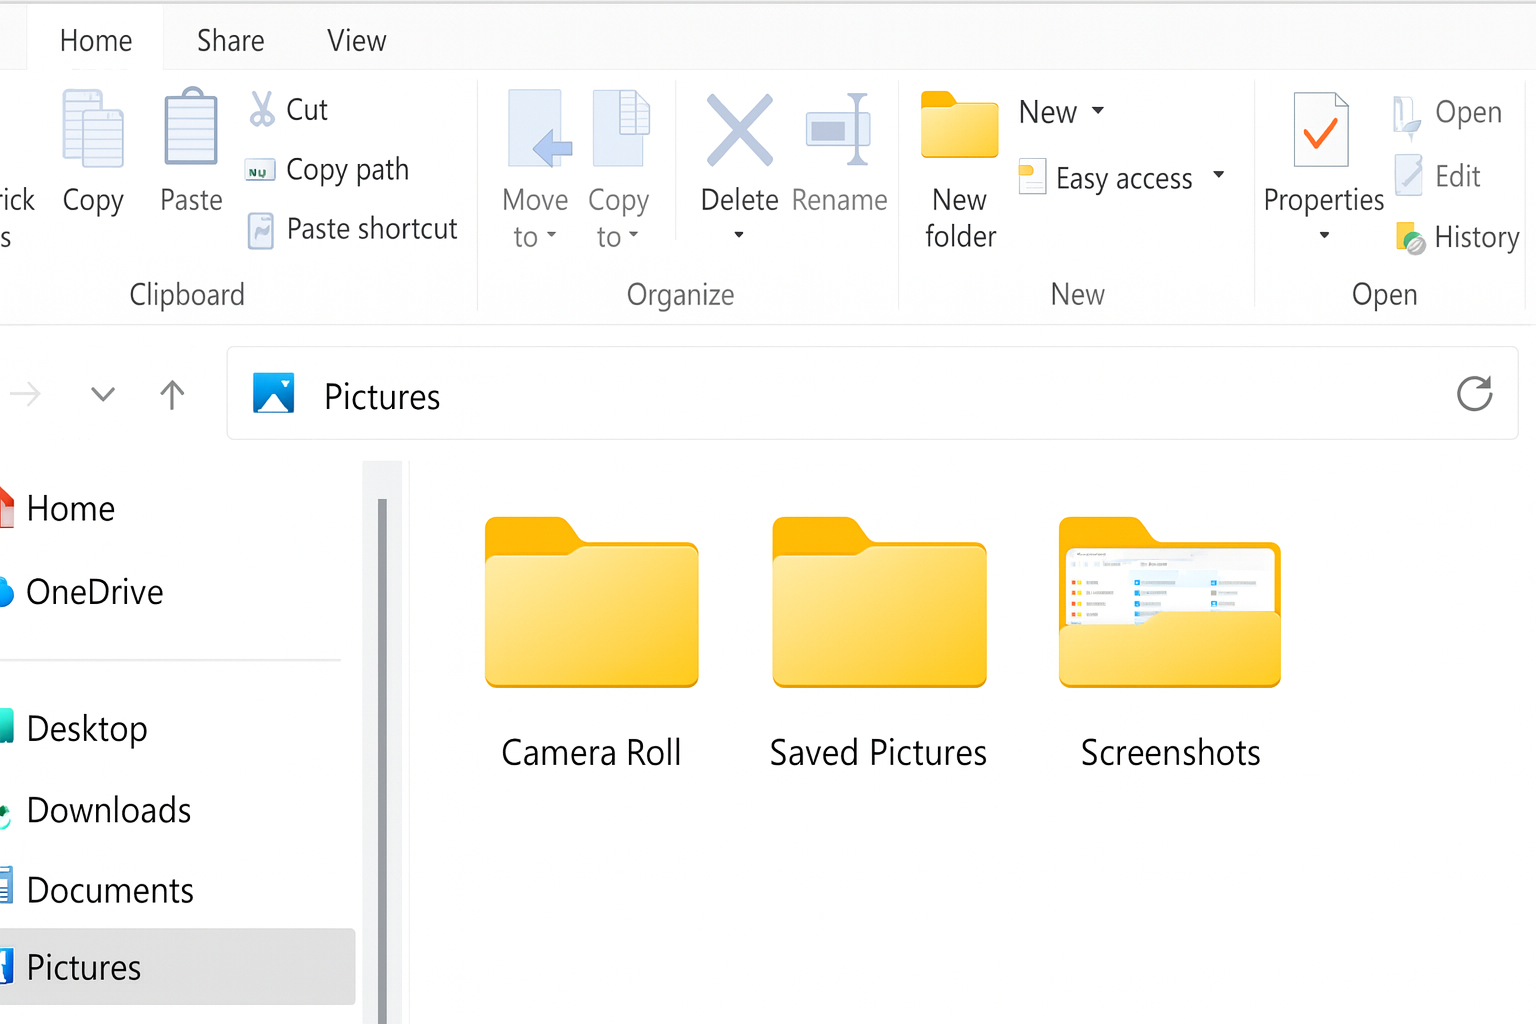 Home Share View
Cut
Copy path
Paste shortcut
rick
s
Copy
Paste
Move
to
Copy
to
Delete
Rename
New
folder
New
Easy access
Properties
Open
Edit
History
Clipboard
Organize
New
Open
Pictures
Home
OneDrive
Desktop
Downloads
Documents
Pictures
Camera Roll
Saved Pictures
Screenshots